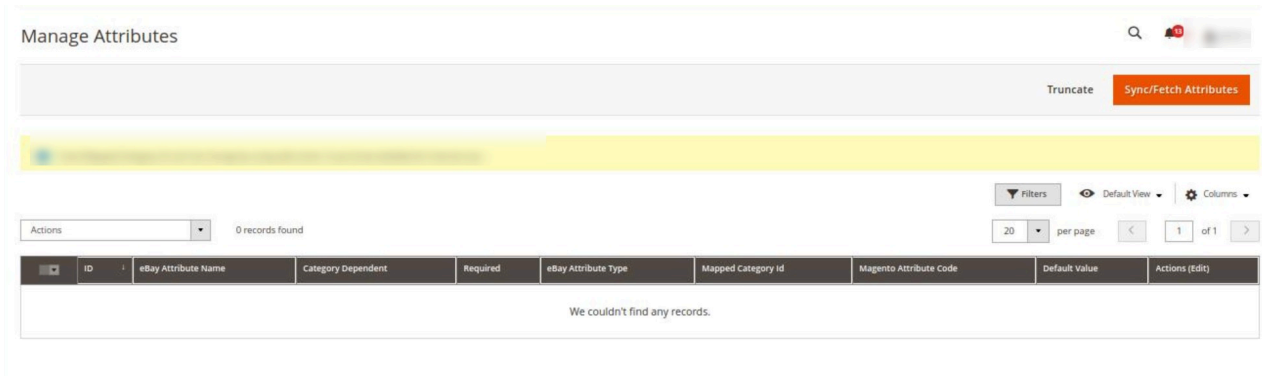 Manage Attributes
13
Truncate Sync/Fetch Attributes
Filters Default View Columns
Actions 0 records found 20 per page 1 of 1
ID eBay Attribute Name Category Dependent Required eBay Attribute Type Mapped Category Id Magento Attribute Code Default Value Actions (Edit)
We couldn't find any records.